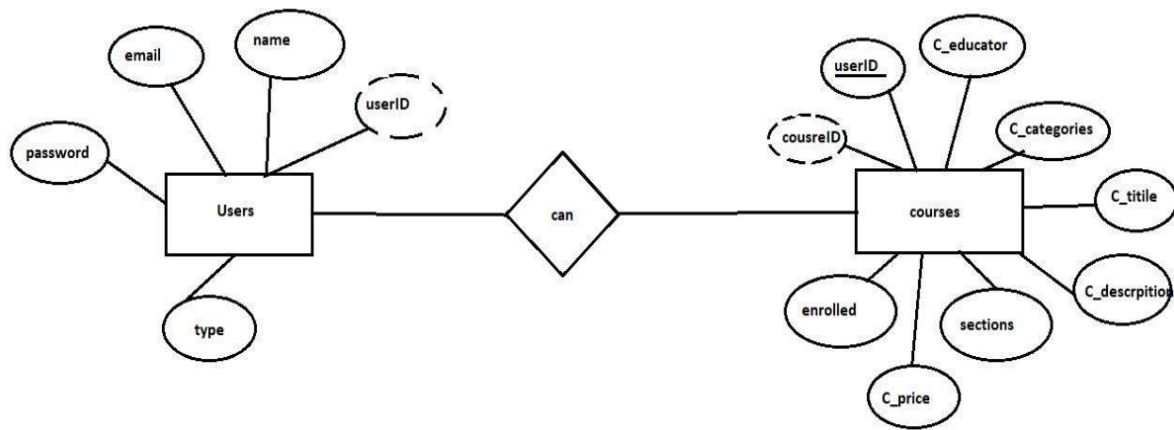 name
email
userID
password
Users
type
can
C_educator
userID
cousreID
C_categories
courses
C_titile
C_descrpition
enrolled
sections
C_price